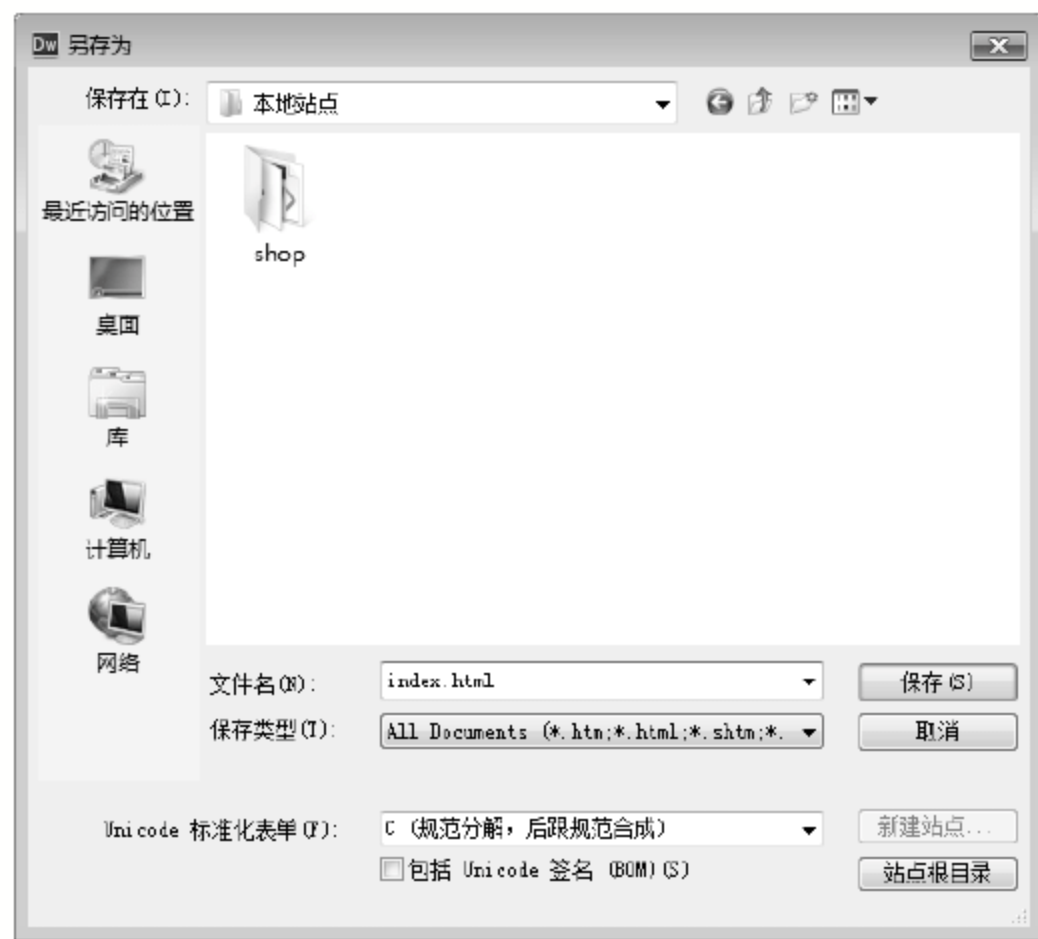 Dw 另存为
保存在(I): 本地站点
最近访问的位置
shop
桌面
库
计算机
网络
文件名(N): index.html 保存(S)
保存类型(T): All Documents (*.htm;*.html;*.shtm;*. 取消
Unicode 标准化表单(F): C (规范分解，后跟规范合成) 新建站点...
包括 Unicode 签名 (BOM)(S) 站点根目录